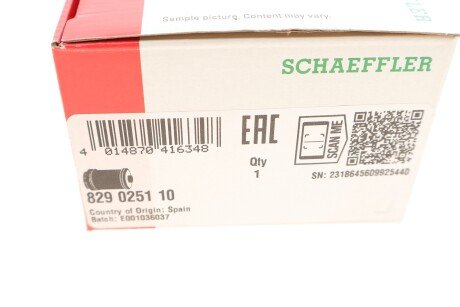 Sample picture. Content may vary.
LER
SCHAEFFLER
4 014870 416348
EAC
Qty
1
SCAN ME
SN: 2318645609925440
829 0251 10
Country of Origin: Spain
Batch: E001036037